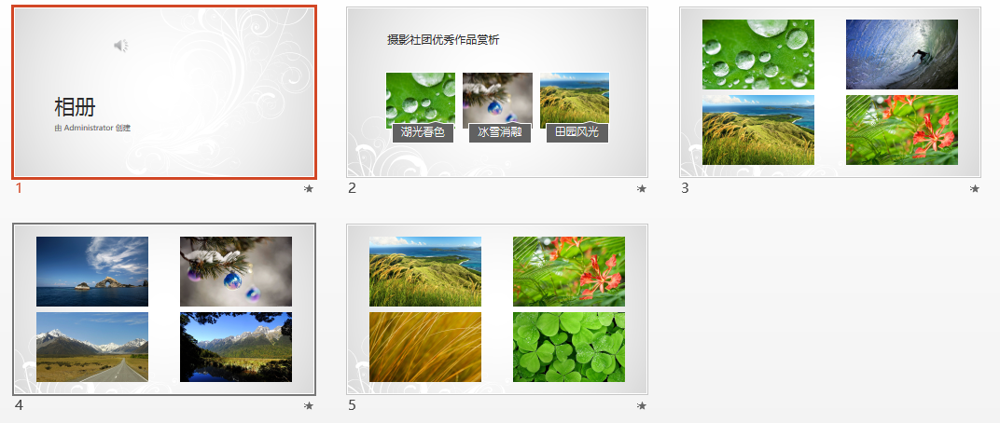 相册
由 Administrator 创建
1
摄影社团优秀作品赏析
湖光春色
冰雪消融
田园风光
2
3
4
5